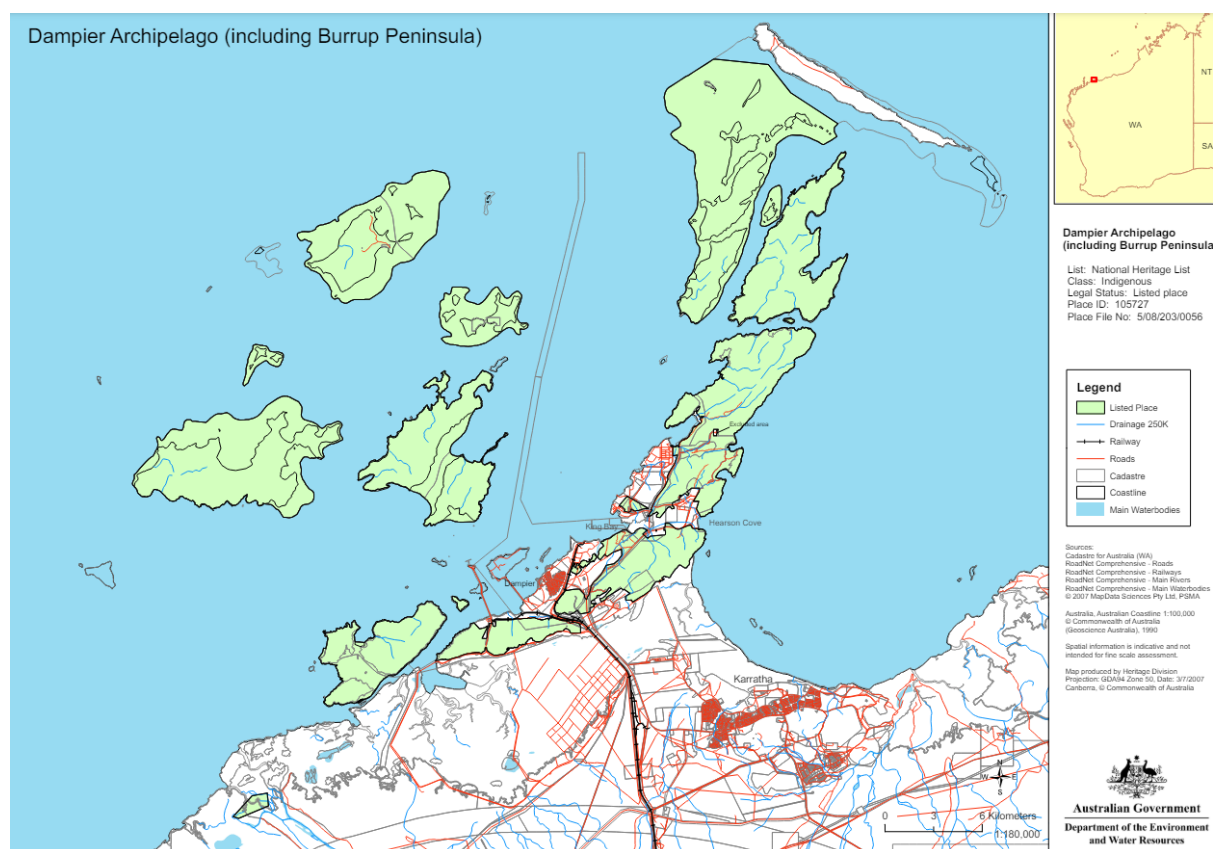 Dampier Archipelago (including Burrup Peninsula)
NT
WA
SA
Dampier Archipelago
(including Burrup Peninsula
List: National Heritage List
Class: Indigenous
Legal Status: Listed place
Place ID: 105727
Place File No: 5/08/203/0056
Legend
Listed Place
Drainage 250K
Railway
Roads
Cadastre
Coastline
Main Waterbodies
Excluded area
King Bay
Hearson Cove
Dampier
Karratha
Sources:
Cadastre for Australia (WA)
RoadNet Comprehensive - Roads
RoadNet Comprehensive - Railways
RoadNet Comprehensive - Main Rivers
RoadNet Comprehensive - Main Waterbodies
© 2007 MapData Sciences Pty Ltd, PSMA
Australia, Australian Coastline 1:100,000
© Commonwealth of Australia
(Geoscience Australia), 1990
Spatial information is indicative and not
intended for fine scale assessment.
Map produced by Heritage Division
Projection: GDA94 Zone 50, Date: 3/7/2007
Canberra, © Commonwealth of Australia
N
W E
S
0 3 6 Kilometers
1:180,000
Australian Government
Department of the Environment
and Water Resources